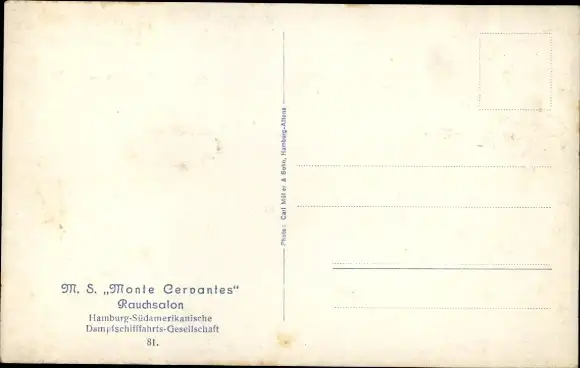 M. S. „Monte Cervantes"
Rauchsalon
Hamburg-Südamerikanische
Dampfschifffahrts-Gesellschaft
81.
Photo: Carl Müller & Sohn, Hamburg-Altona